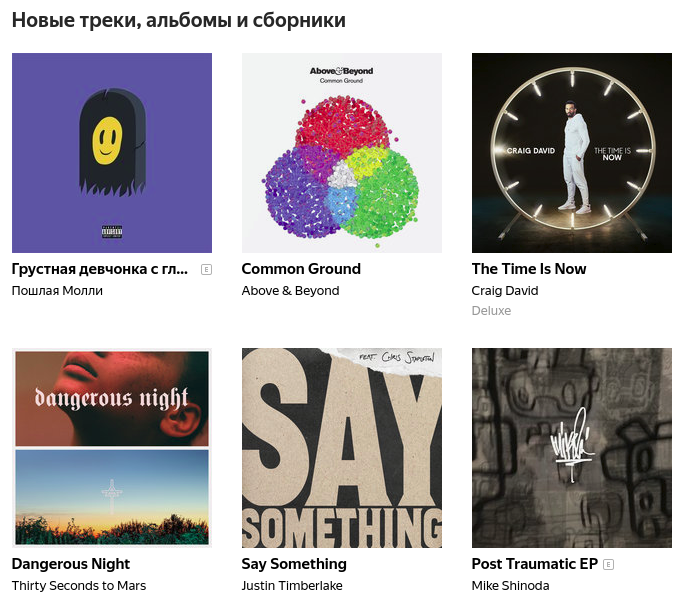 Новые треки, альбомы и сборники
Above & Beyond
Common Ground
CRAIG DAVID
THE TIME IS
NOW
Грустная девчонка с гл...
E
Common Ground
The Time Is Now
Пошлая Молли
Above & Beyond
Craig David
Deluxe
FEAT. CHRIS STAPLETON
dangerous night
SAY
SOMETHING
Dangerous Night
Say Something
Post Traumatic EP
E
Thirty Seconds to Mars
Justin Timberlake
Mike Shinoda